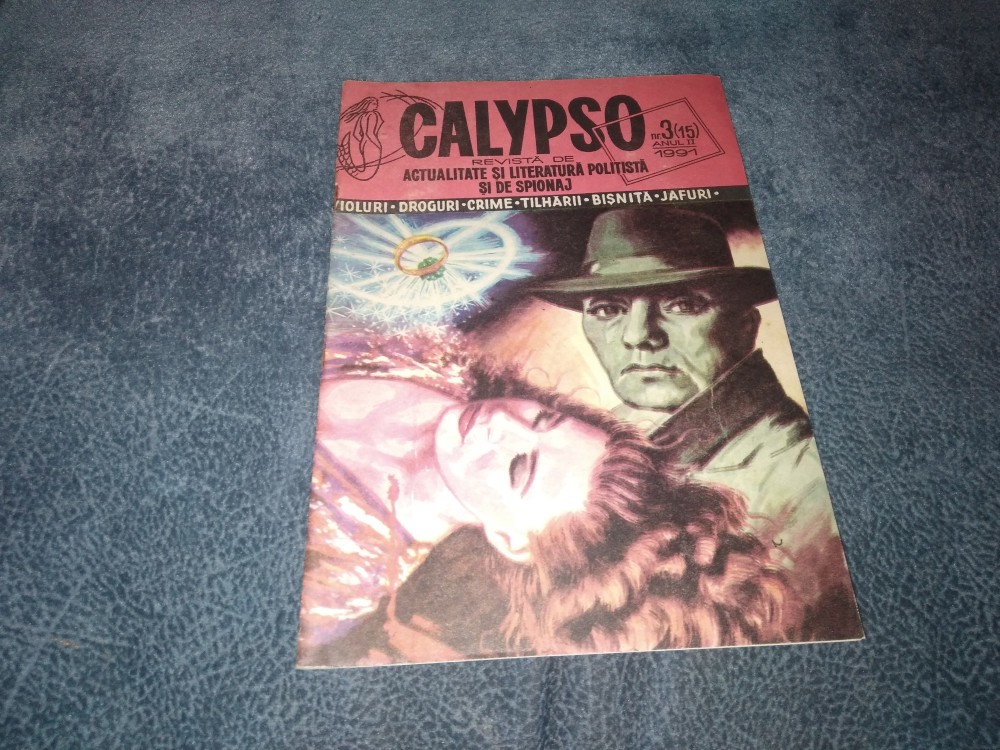 CALYPSO
nr.3(15)
ANUL II
1991
REVISTĂ DE
ACTUALITATE ȘI LITERATURĂ POLITISTĂ
ȘI DE SPIONAJ
VIOLURI • DROGURI • CRIME • TILHĂRII • BIȘNIȚĂ • JAFURI •